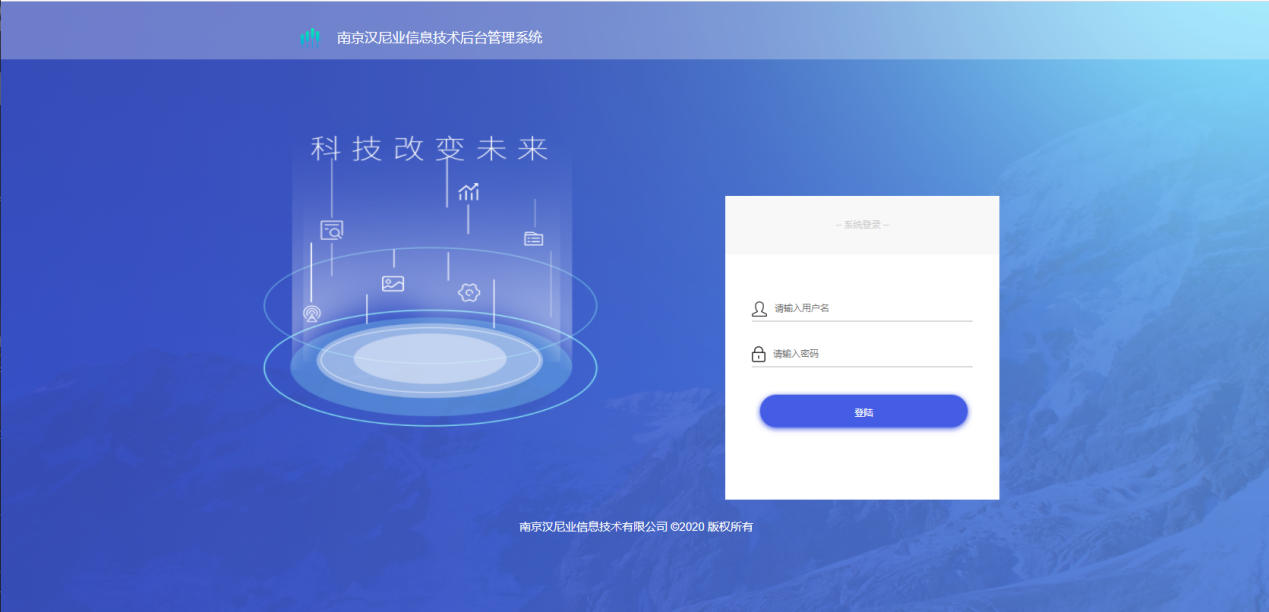 南京汉尼业信息技术后台管理系统
科技改变未来
-- 系统登录 --
请输入用户名
请输入密码
登陆
南京汉尼业信息技术有限公司 ©2020 版权所有